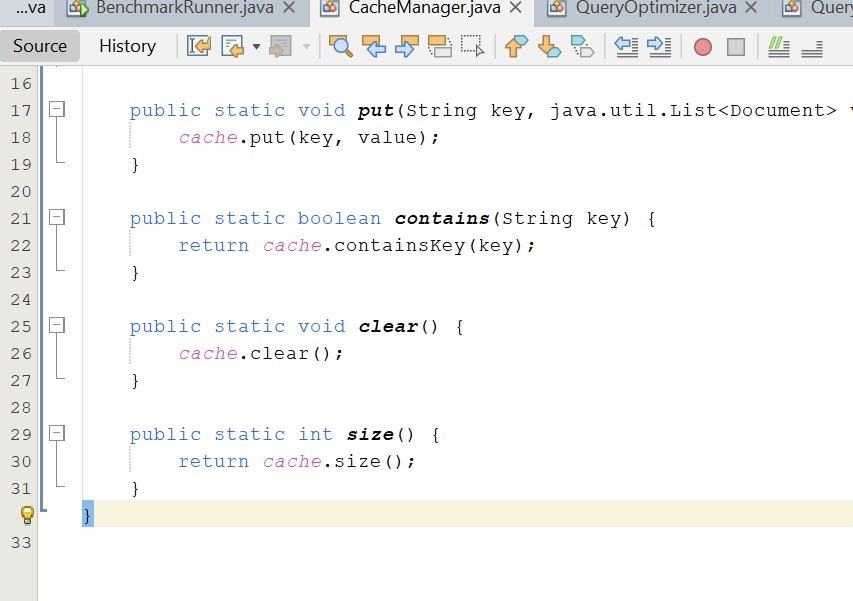 ...va BenchmarkRunner.java CacheManager.java QueryOptimizer.java Query
Source History
16
17 public static void put(String key, java.util.List<Document>
18 cache.put(key, value);
19 }
20
21 public static boolean contains(String key) {
22 return cache.containsKey(key);
23 }
24
25 public static void clear() {
26 cache.clear();
27 }
28
29 public static int size() {
30 return cache.size();
31 }
}
33